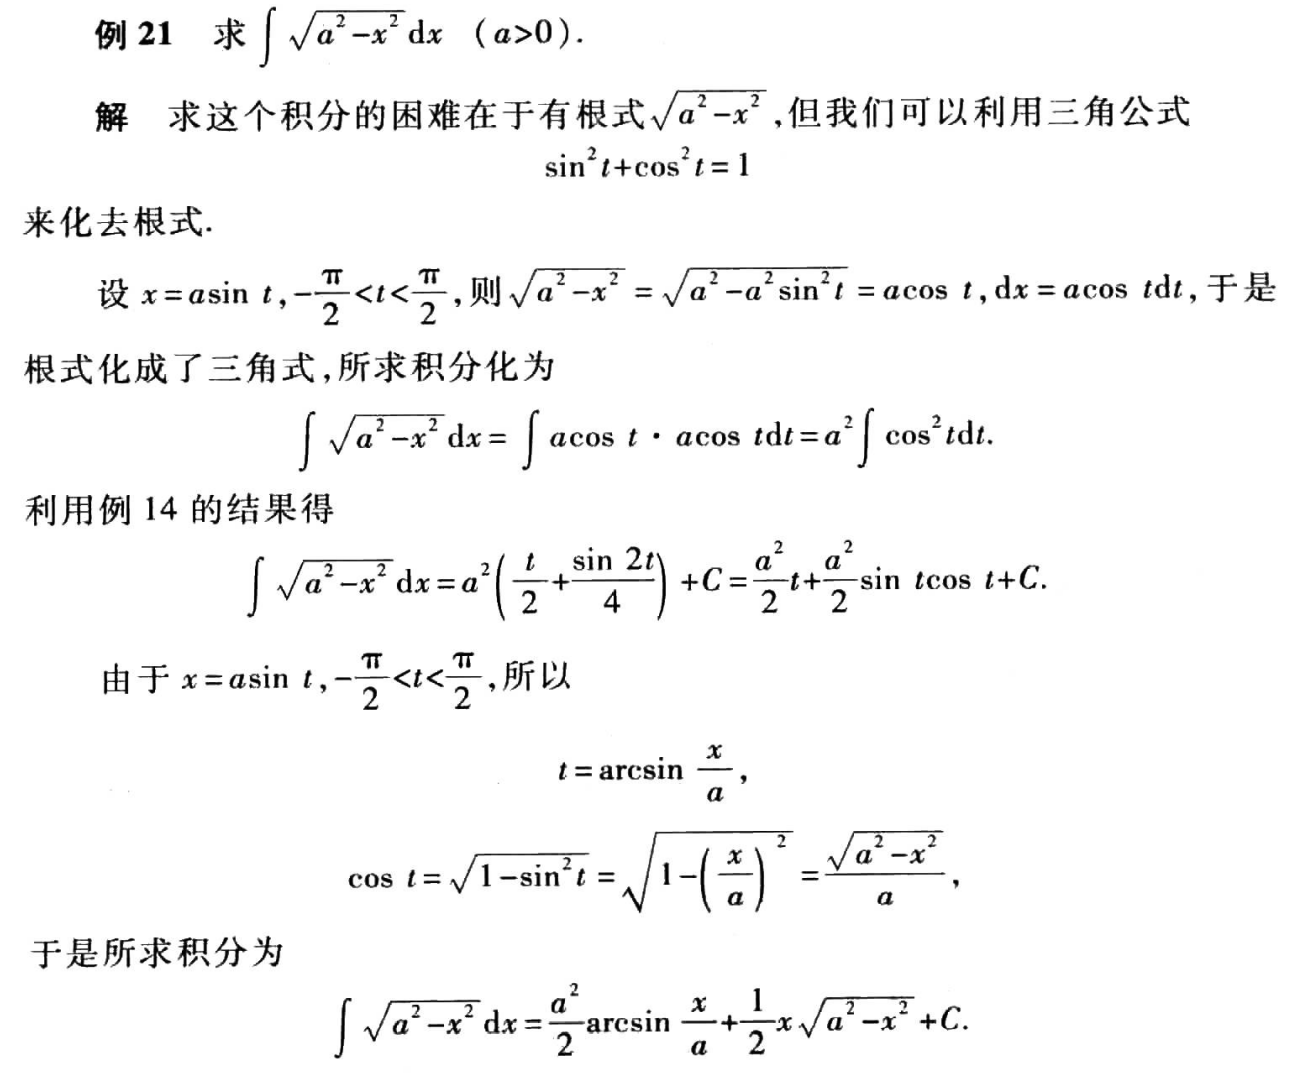 例 21 求 $\int \sqrt{a^2-x^2}\,\mathrm{d}x$ ($a>0$).
解 求这个积分的困难在于有根式$\sqrt{a^2-x^2}$,但我们可以利用三角公式
$\sin^2 t+\cos^2 t=1$
来化去根式.
设 $x=a\sin t,-\frac{\pi}{2}<t<\frac{\pi}{2}$,则$\sqrt{a^2-x^2}=\sqrt{a^2-a^2\sin^2 t}=a\cos t,\mathrm{d}x=a\cos t\mathrm{d}t$,于是
根式化成了三角式,所求积分化为
$\int \sqrt{a^2-x^2}\,\mathrm{d}x=\int a\cos t\cdot a\cos t\mathrm{d}t=a^2\int \cos^2 t\mathrm{d}t.$
利用例 14 的结果得
$\int \sqrt{a^2-x^2}\,\mathrm{d}x=a^2\left(\frac{t}{2}+\frac{\sin 2t}{4}\right)+C=\frac{a^2}{2}t+\frac{a^2}{2}\sin t\cos t+C.$
由于 $x=a\sin t,-\frac{\pi}{2}<t<\frac{\pi}{2}$,所以
$t=\arcsin \frac{x}{a},$
$\cos t=\sqrt{1-\sin^2 t}=\sqrt{1-\left(\frac{x}{a}\right)^2}=\frac{\sqrt{a^2-x^2}}{a},$
于是所求积分为
$\int \sqrt{a^2-x^2}\,\mathrm{d}x=\frac{a^2}{2}\arcsin \frac{x}{a}+\frac{1}{2}x\sqrt{a^2-x^2}+C.$